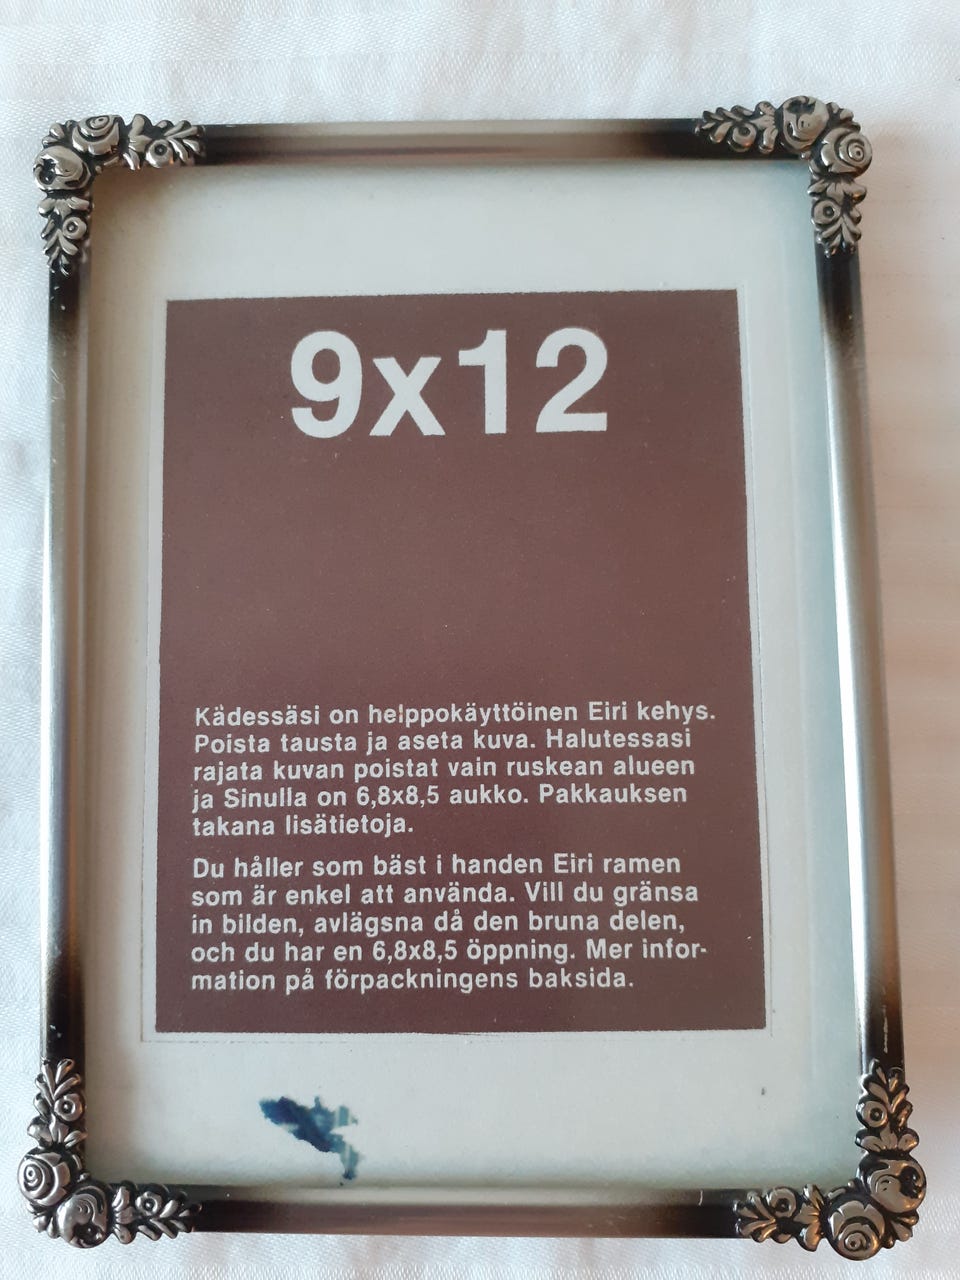 9x12
Kädessäsi on helppokäyttöinen Eiri kehys.
Poista tausta ja aseta kuva. Halutessasi
rajata kuvan poistat vain ruskean alueen
ja Sinulla on 6,8x8,5 aukko. Pakkauksen
takana lisätietoja.
Du håller som bäst i handen Eiri ramen
som är enkel att använda. Vill du gränsa
in bilden, avlägsna då den bruna delen,
och du har en 6,8x8,5 öppning. Mer infor-
mation på förpackningens baksida.